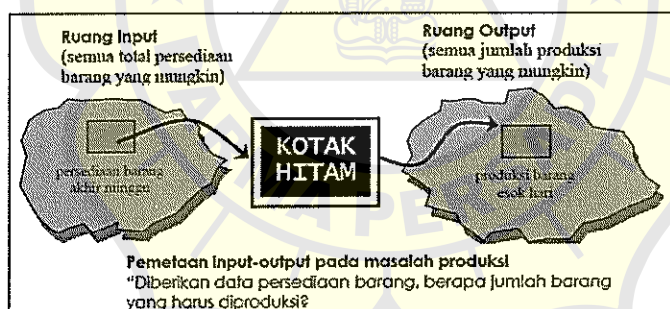 Ruang Input
(semua total persediaan
barang yang mungkin)
Ruang Output
(semua jumlah produksi
barang yang mungkin)
KOTAK
HITAM
persediaan barang
akhir minggu
produksi barang
esok hari
Pemetaan input-output pada masalah produksi
"Diberikan data persediaan barang, berapa jumlah barang
yang harus diproduksi?